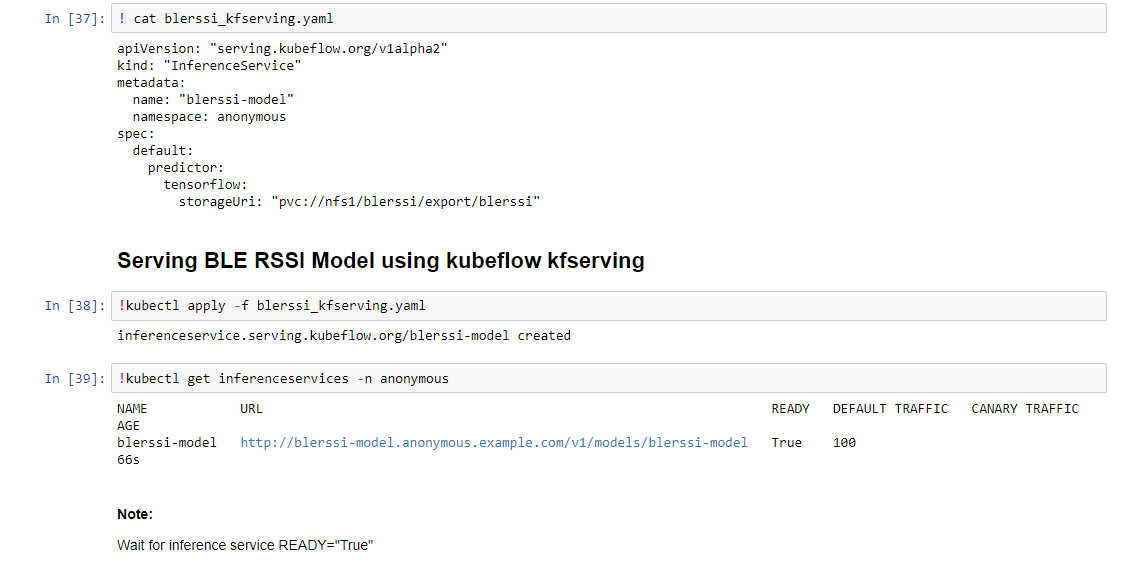 In [37]: ! cat blerssi_kfserving.yaml
apiVersion: "serving.kubeflow.org/v1alpha2"
kind: "InferenceService"
metadata:
  name: "blerssi-model"
  namespace: anonymous
spec:
  default:
    predictor:
      tensorflow:
        storageUri: "pvc://nfs1/blerssi/export/blerssi"
Serving BLE RSSI Model using kubeflow kfserving
In [38]: !kubectl apply -f blerssi_kfserving.yaml
inferenceservice.serving.kubeflow.org/blerssi-model created
In [39]: !kubectl get inferenceservices -n anonymous
NAME            URL                                                                  READY   DEFAULT TRAFFIC   CANARY TRAFFIC
AGE
blerssi-model   http://blerssi-model.anonymous.example.com/v1/models/blerssi-model   True    100
66s
Note:
Wait for inference service READY="True"